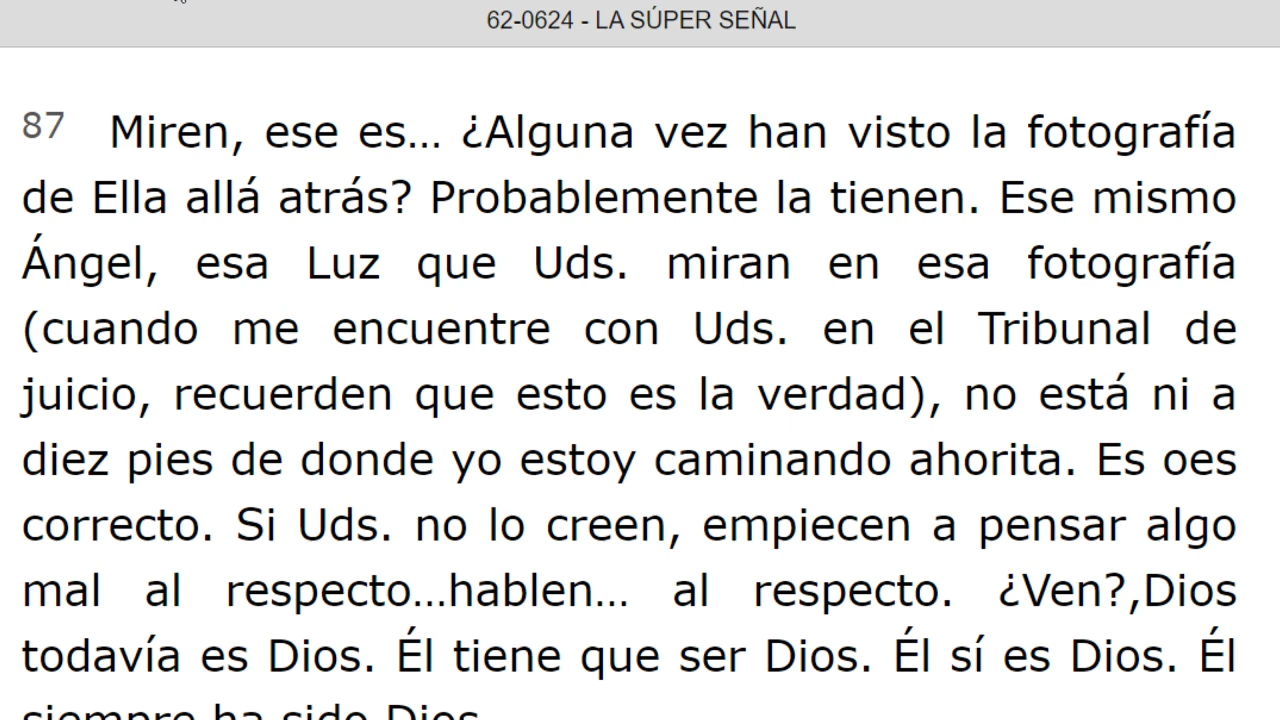 62-0624 - LA SÚPER SEÑAL
87 Miren, ese es… ¿Alguna vez han visto la fotografía
de Ella allá atrás? Probablemente la tienen. Ese mismo
Ángel, esa Luz que Uds. miran en esa fotografía
(cuando me encuentre con Uds. en el Tribunal de
juicio, recuerden que esto es la verdad), no está ni a
diez pies de donde yo estoy caminando ahorita. Es oes
correcto. Si Uds. no lo creen, empiecen a pensar algo
mal al respecto…hablen… al respecto. ¿Ven?,Dios
todavía es Dios. Él tiene que ser Dios. Él sí es Dios. Él
siempre ha sido Dios.